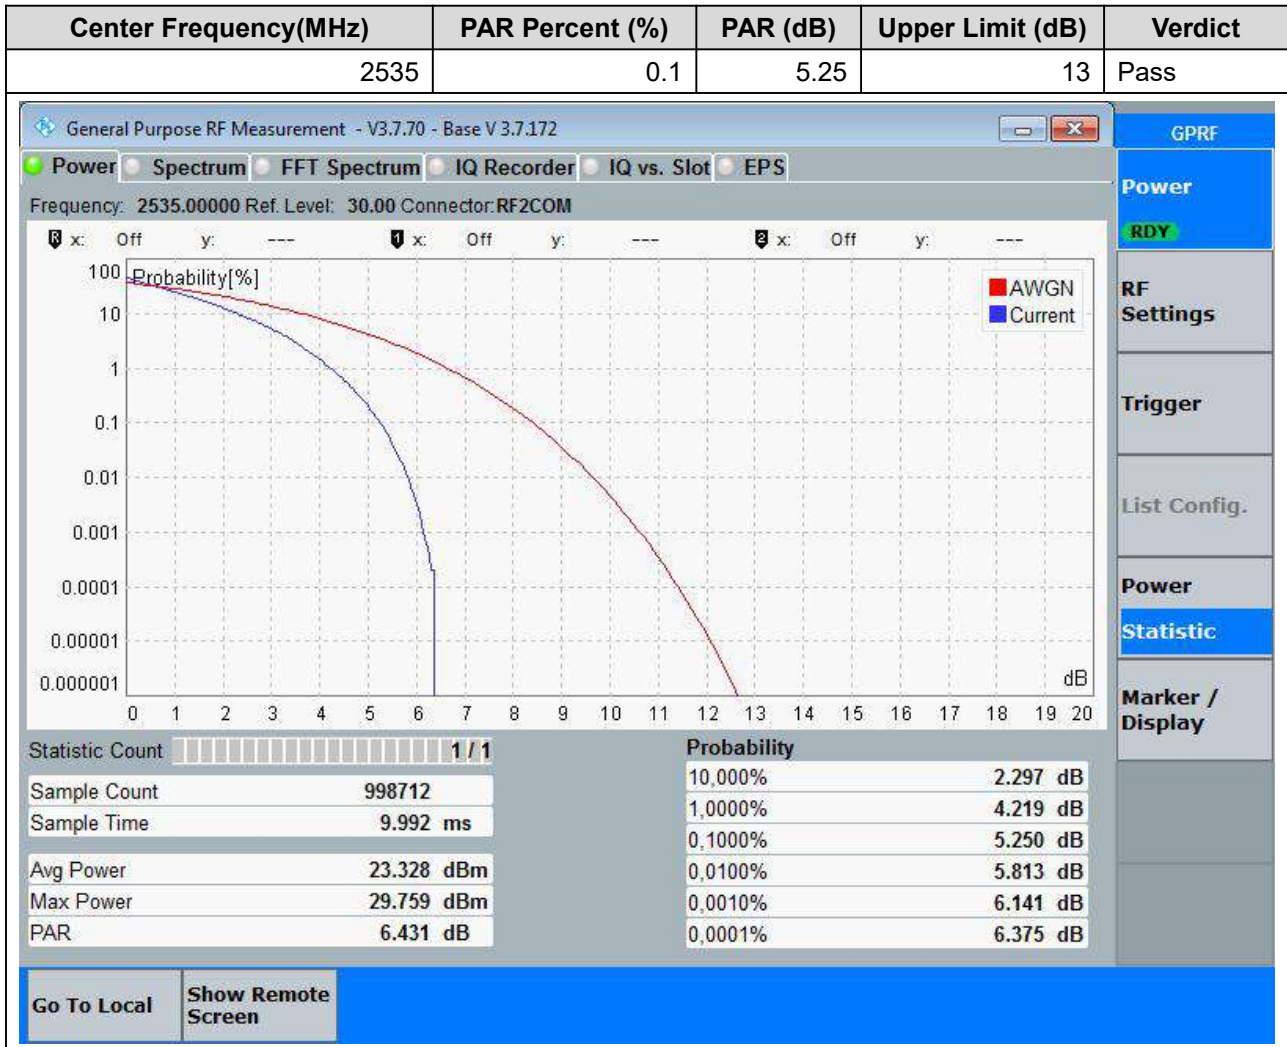 Center Frequency(MHz) PAR Percent (%) PAR (dB) Upper Limit (dB) Verdict
2535 0.1 5.25 13 Pass
General Purpose RF Measurement - V3.7.70 - Base V 3.7.172
GPRF
Power Spectrum FFT Spectrum IQ Recorder IQ vs. Slot EPS
Power
RDY
Frequency: 2535.00000 Ref. Level: 30.00 Connector:RF2COM
R x: Off y: --- 1 x: Off y: --- 2 x: Off y: ---
Probability[%]
AWGN
Current
100
10
1
0.1
0.01
0.001
0.0001
0.00001
0.000001
dB
0 1 2 3 4 5 6 7 8 9 10 11 12 13 14 15 16 17 18 19 20
RF
Settings
Trigger
List Config.
Power
Statistic
Marker /
Display
Statistic Count 1 / 1
Sample Count 998712
Sample Time 9.992 ms
Avg Power 23.328 dBm
Max Power 29.759 dBm
PAR 6.431 dB
Probability
10,000% 2.297 dB
1,0000% 4.219 dB
0,1000% 5.250 dB
0,0100% 5.813 dB
0,0010% 6.141 dB
0,0001% 6.375 dB
Go To Local
Show Remote
Screen